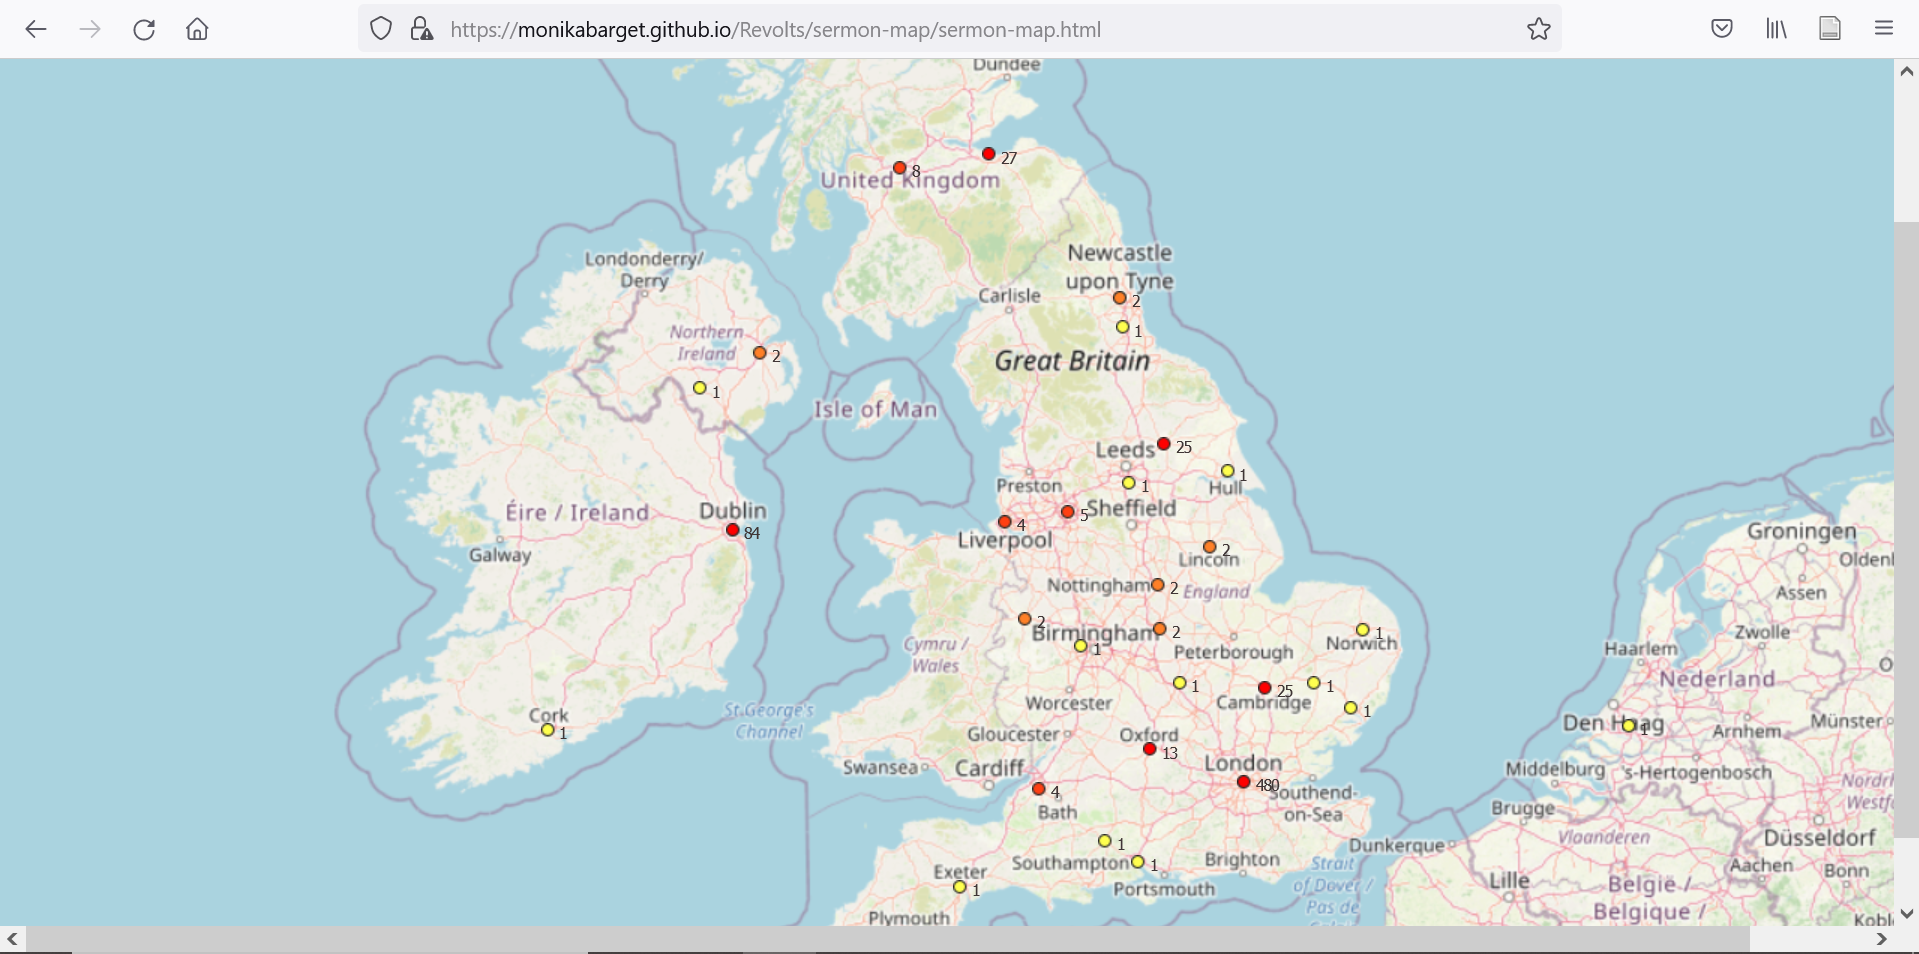 https://monikabarget.github.io/Revolts/sermon-map/sermon-map.html
Dundee
27
8
United Kingdom
Londonderry/
Derry
Newcastle
upon Tyne
Carlisle
2
1
Northern
Ireland
2
Great Britain
1
Isle of Man
Leeds
25
1
Hull
Preston
1
Sheffield
5
4
Liverpool
Éire / Ireland
Dublin
84
Galway
2
Lincoln
Nottingham
2
England
2
Birmingham
2
1
1
Norwich
Peterborough
Cymru /
Wales
1
25
1
1
Worcester
Cambridge
St George's
Channel
Cork
1
Gloucester
Oxford
13
Swansea
Cardiff
London
480
Southend-
on-Sea
4
Bath
1
Southampton
1
Brighton
Portsmouth
Exeter
1
Plymouth
Strait
of Dover /
Pas de
Dunkerque
Groningen
Assen
Zwolle
Haarlem
Nederland
Den Haag
1
Arnhem
Münster
Middelburg
's-Hertogenbosch
Brugge
Vlaanderen
Düsseldorf
Aachen
Bonn
Lille
België /
Belgique /